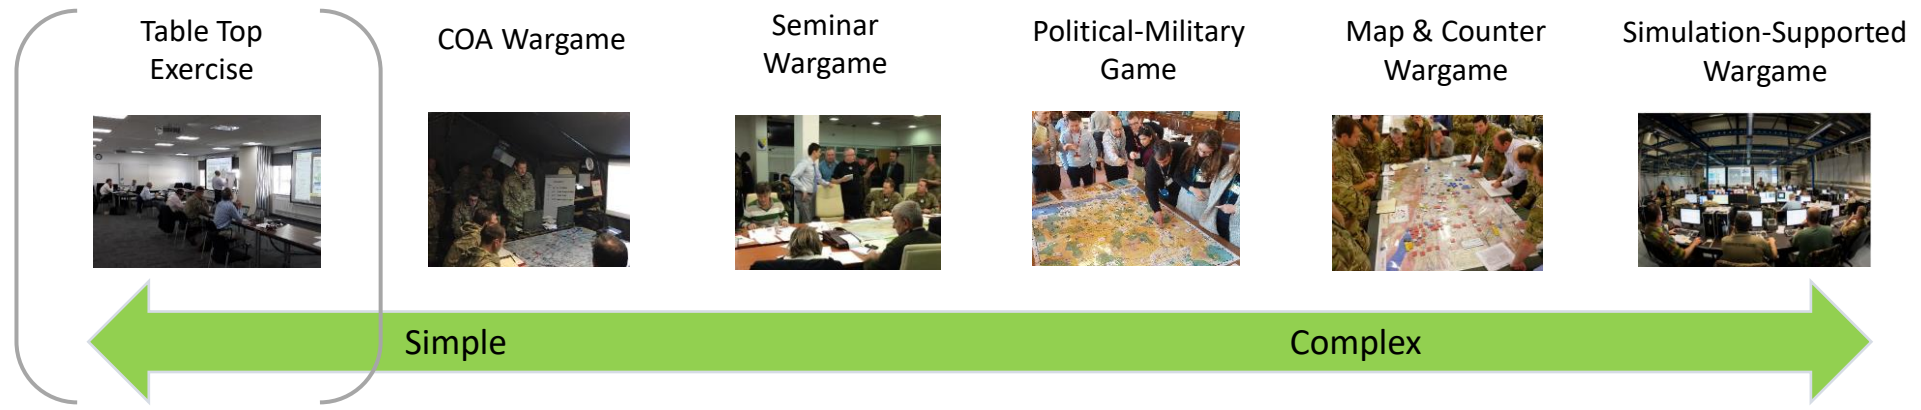 Table Top
Exercise
COA Wargame
Seminar
Wargame
Political-Military
Game
Map & Counter
Wargame
Simulation-Supported
Wargame
Simple
Complex